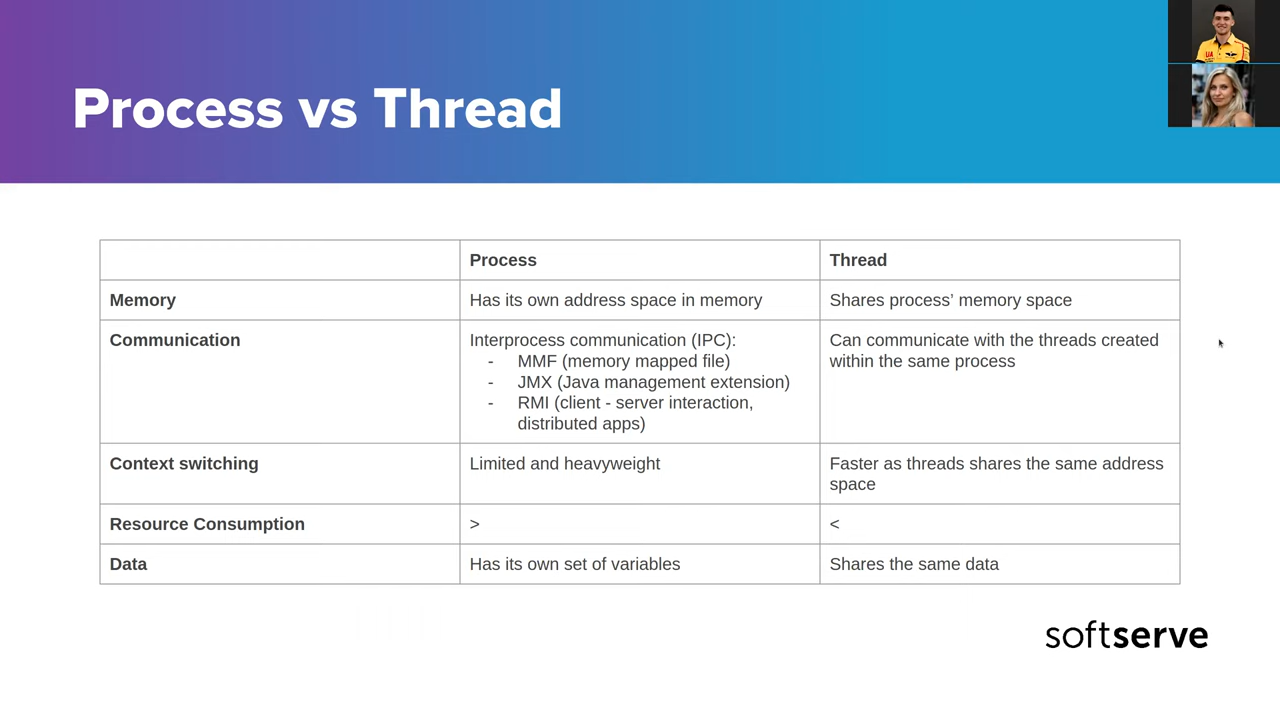 Process vs Thread
Process
Thread
Memory
Has its own address space in memory
Shares process’ memory space
Communication
Interprocess communication (IPC):
- MMF (memory mapped file)
- JMX (Java management extension)
- RMI (client - server interaction,
distributed apps)
Can communicate with the threads created
within the same process
Context switching
Limited and heavyweight
Faster as threads shares the same address
space
Resource Consumption
>
<
Data
Has its own set of variables
Shares the same data
softserve
UA